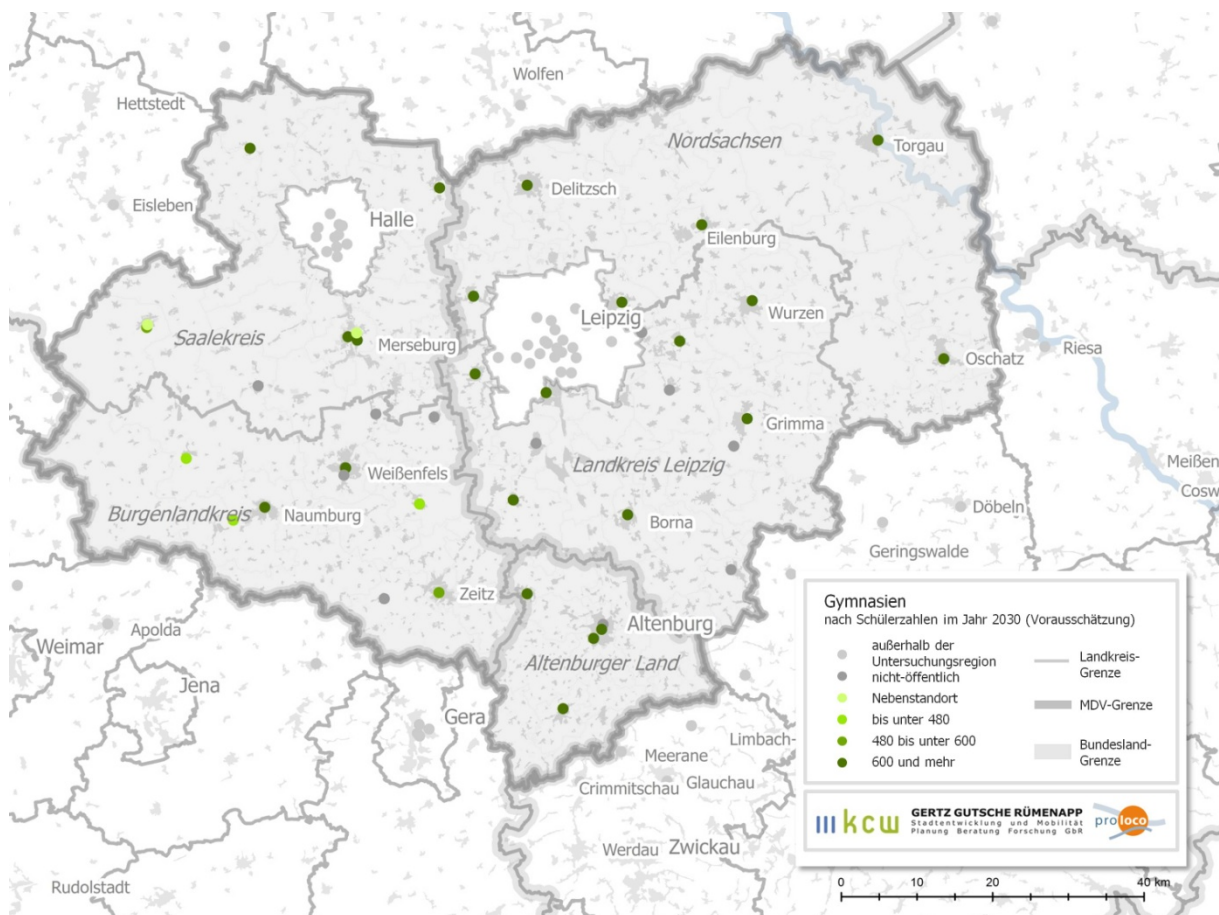 Wolfen
Hettstedt
Nordsachsen
Torgau
Delitzsch
Eisleben
Halle
Eilenburg
Leipzig
Wurzen
Saalekreis
Merseburg
Riesa
Oschatz
Grimma
Weißenfels
Landkreis Leipzig
Meißen
Cosw
Burgenlandkreis
Naumburg
Borna
Döbeln
Geringswalde
Zeitz
Apolda
Weimar
Altenburg
Altenburger Land
Jena
Gera
Limbach-
Meerane
Crimmitschau
Glauchau
Werdau
Zwickau
Rudolstadt
Gymnasien
nach Schülerzahlen im Jahr 2030 (Vorausschätzung)
außerhalb der
Untersuchungsregion
nicht-öffentlich
Nebenstandort
bis unter 480
480 bis unter 600
600 und mehr
Landkreis-
Grenze
MDV-Grenze
Bundesland-
Grenze
kcw
GERTZ GUTSCHE RÜMENAPP
Stadtentwicklung und Mobilität
Planung Beratung Forschung GbR
proloco
0 10 20 40 km